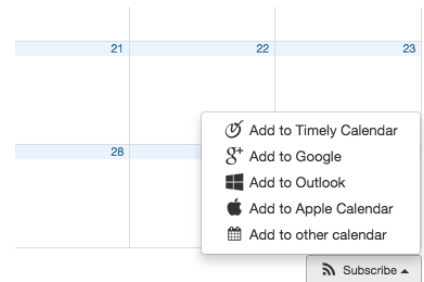 21 22 23
Add to Timely Calendar
Add to Google
28
Add to Outlook
Add to Apple Calendar
Add to other calendar
Subscribe